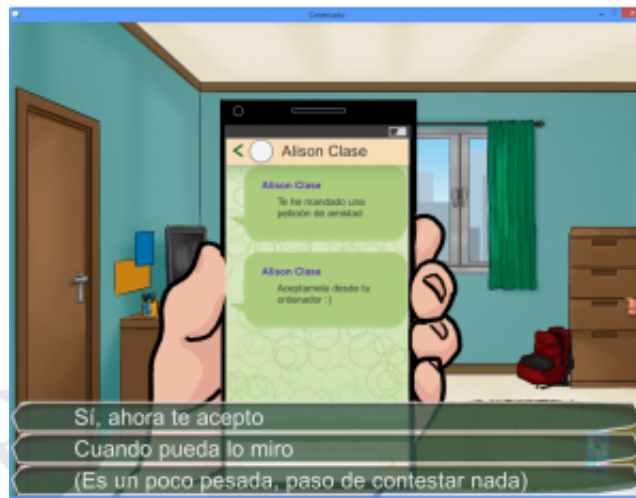 Conectado
Alison Clase
Alison Clase
Te he mandado una
petición de amistad
Alison Clase
Aceptamela desde tu
ordenador :)
Sí, ahora te acepto
Cuando pueda lo miro
(Es un poco pesada, paso de contestar nada)